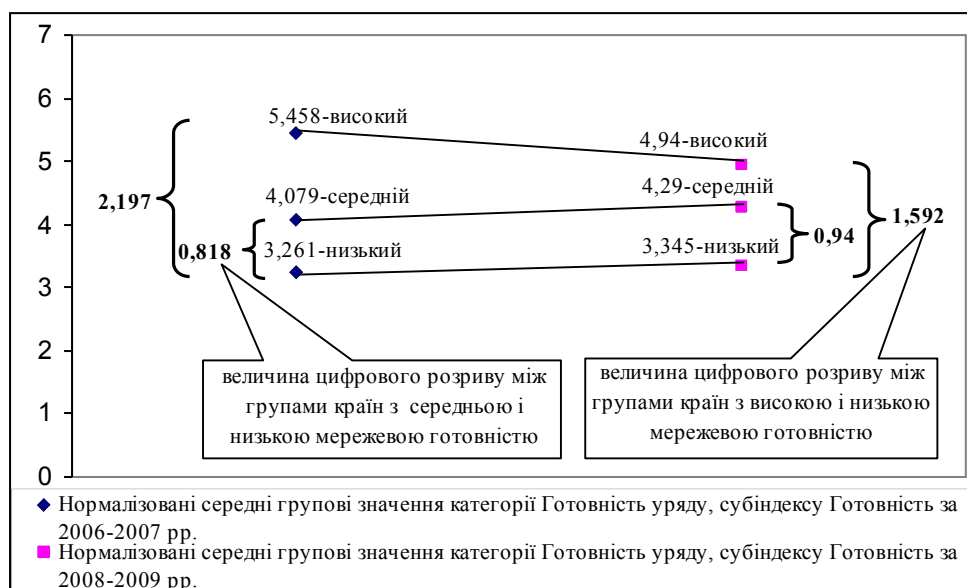 7
6
5,458-високий
5
4,94-високий
4,079-середній
4,29-середній
2,197
1,592
4
0,818
3,261-низький
3,345-низький
0,94
3
2
величина цифрового розриву між
групами країн з середньою і
низькою мережевою готовністю
величина цифрового розриву між
групами країн з високою і низькою
мережевою готовністю
1
0
Нормалізовані середні групові значення категорії Готовність уряду, субіндексу Готовність за
2006-2007 рр.
Нормалізовані середні групові значення категорії Готовність уряду, субіндексу Готовність за
2008-2009 рр.